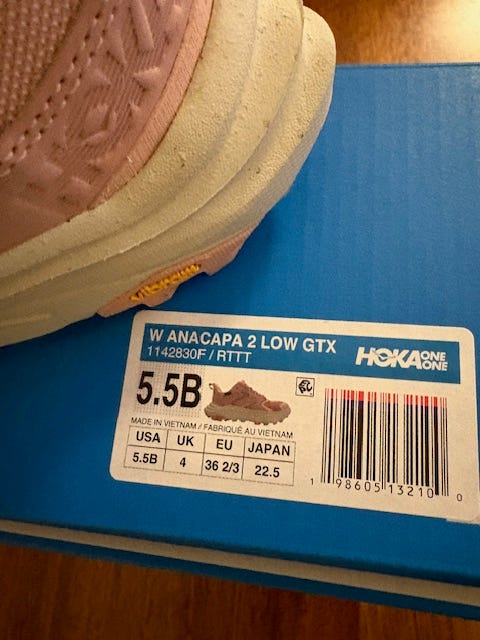 HOKA
W ANACAPA 2 LOW GTX
1142830F / RTTT
HOKA ONE ONE
5.5B
MADE IN VIETNAM / FABRIQUÉ AU VIETNAM
USA UK EU JAPAN
5.5B 4 36 2/3 22.5
1 98605 13210 0